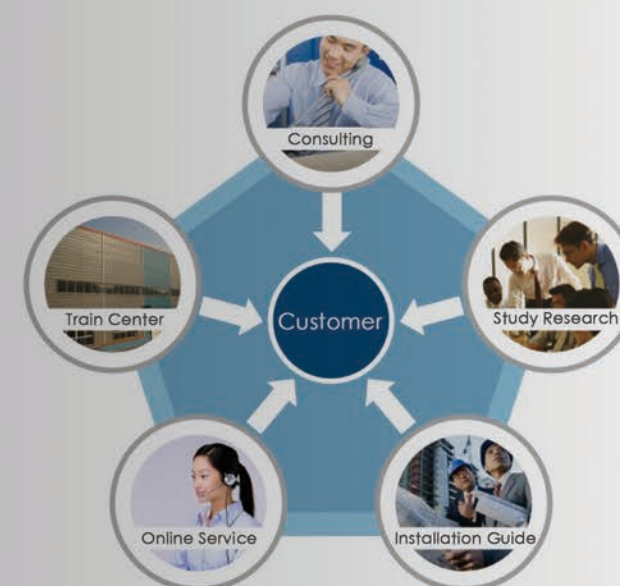 Consulting
Train Center
Customer
Study Research
Online Service
Installation Guide